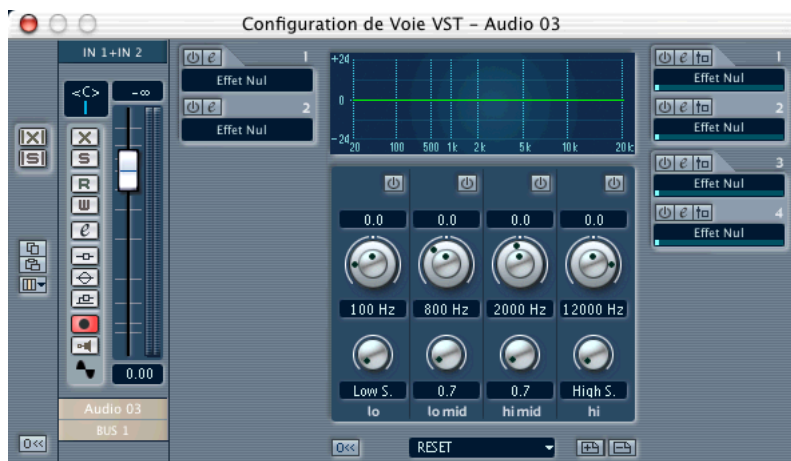 Configuration de Voie VST – Audio 03
IN 1+IN 2
<C>
-∞
X
S
X
S
R
W
e
0.00
Audio 03
BUS 1
0<<
e 1
Effet Nul
e 2
Effet Nul
+24
0
-24
20 100 500 1k 2k 5k 10k 20k
0.0 0.0 0.0 0.0
100 Hz 800 Hz 2000 Hz 12000 Hz
Low S. 0.7 0.7 High S.
lo lo mid hi mid hi
0<< RESET
e 1
Effet Nul
e 2
Effet Nul
e 3
Effet Nul
e 4
Effet Nul